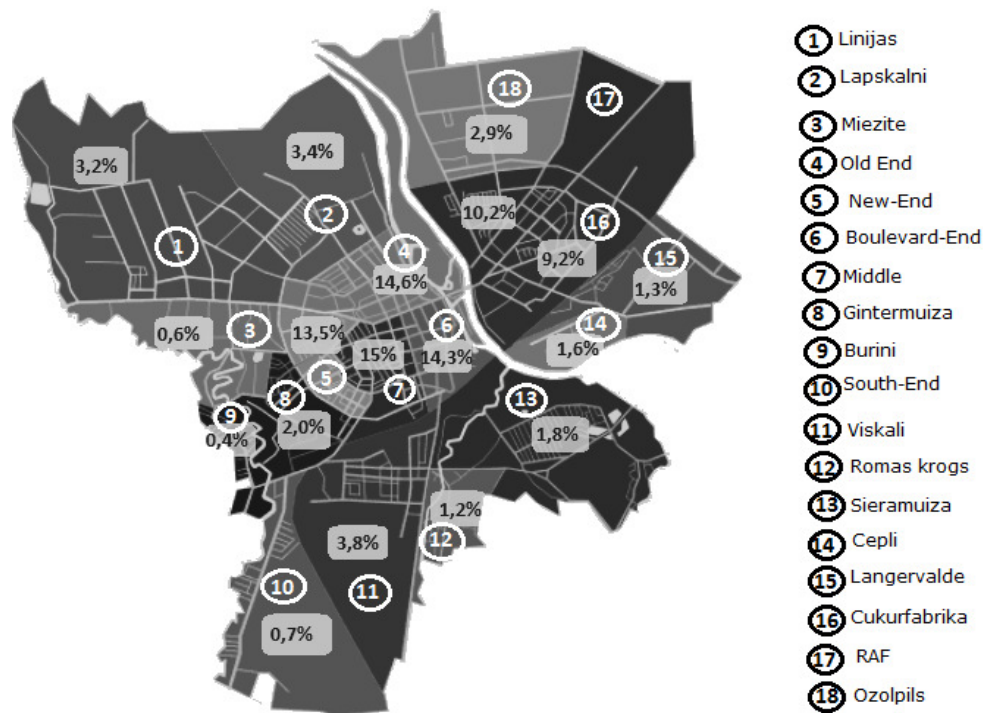 18
17
2,9%
3,4%
3,2%
10,2%
2
16
1
4
9,2%
15
14,6%
1,3%
0,6%
3
13,5%
6
14
15%
14,3%
1,6%
5
7
8
13
9
2,0%
0,4%
1,8%
1,2%
3,8%
12
10
11
0,7%
1 Linijas
2 Lapskalni
3 Miezite
4 Old End
5 New-End
6 Boulevard-End
7 Middle
8 Gintermuiza
9 Burini
10 South-End
11 Viskali
12 Romas krogs
13 Sieramuiza
14 Cepli
15 Langervalde
16 Cukurfabrika
17 RAF
18 Ozolpils